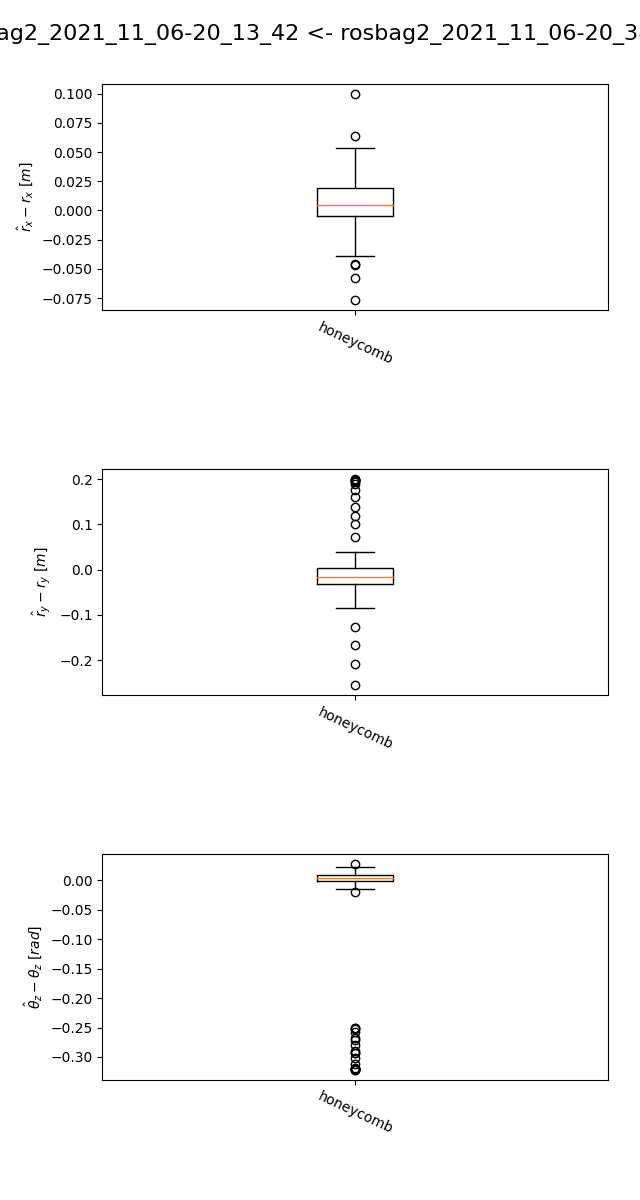 ag2_2021_11_06-20_13_42 <- rosbag2_2021_11_06-20_3
0.100
0.075
0.050
0.025
0.000
−0.025
−0.050
−0.075
r̂x − rx [m]
honeycomb
0.2
0.1
0.0
−0.1
−0.2
r̂y − ry [m]
honeycomb
0.00
−0.05
−0.10
−0.15
−0.20
−0.25
−0.30
θ̂z − θz [rad]
honeycomb